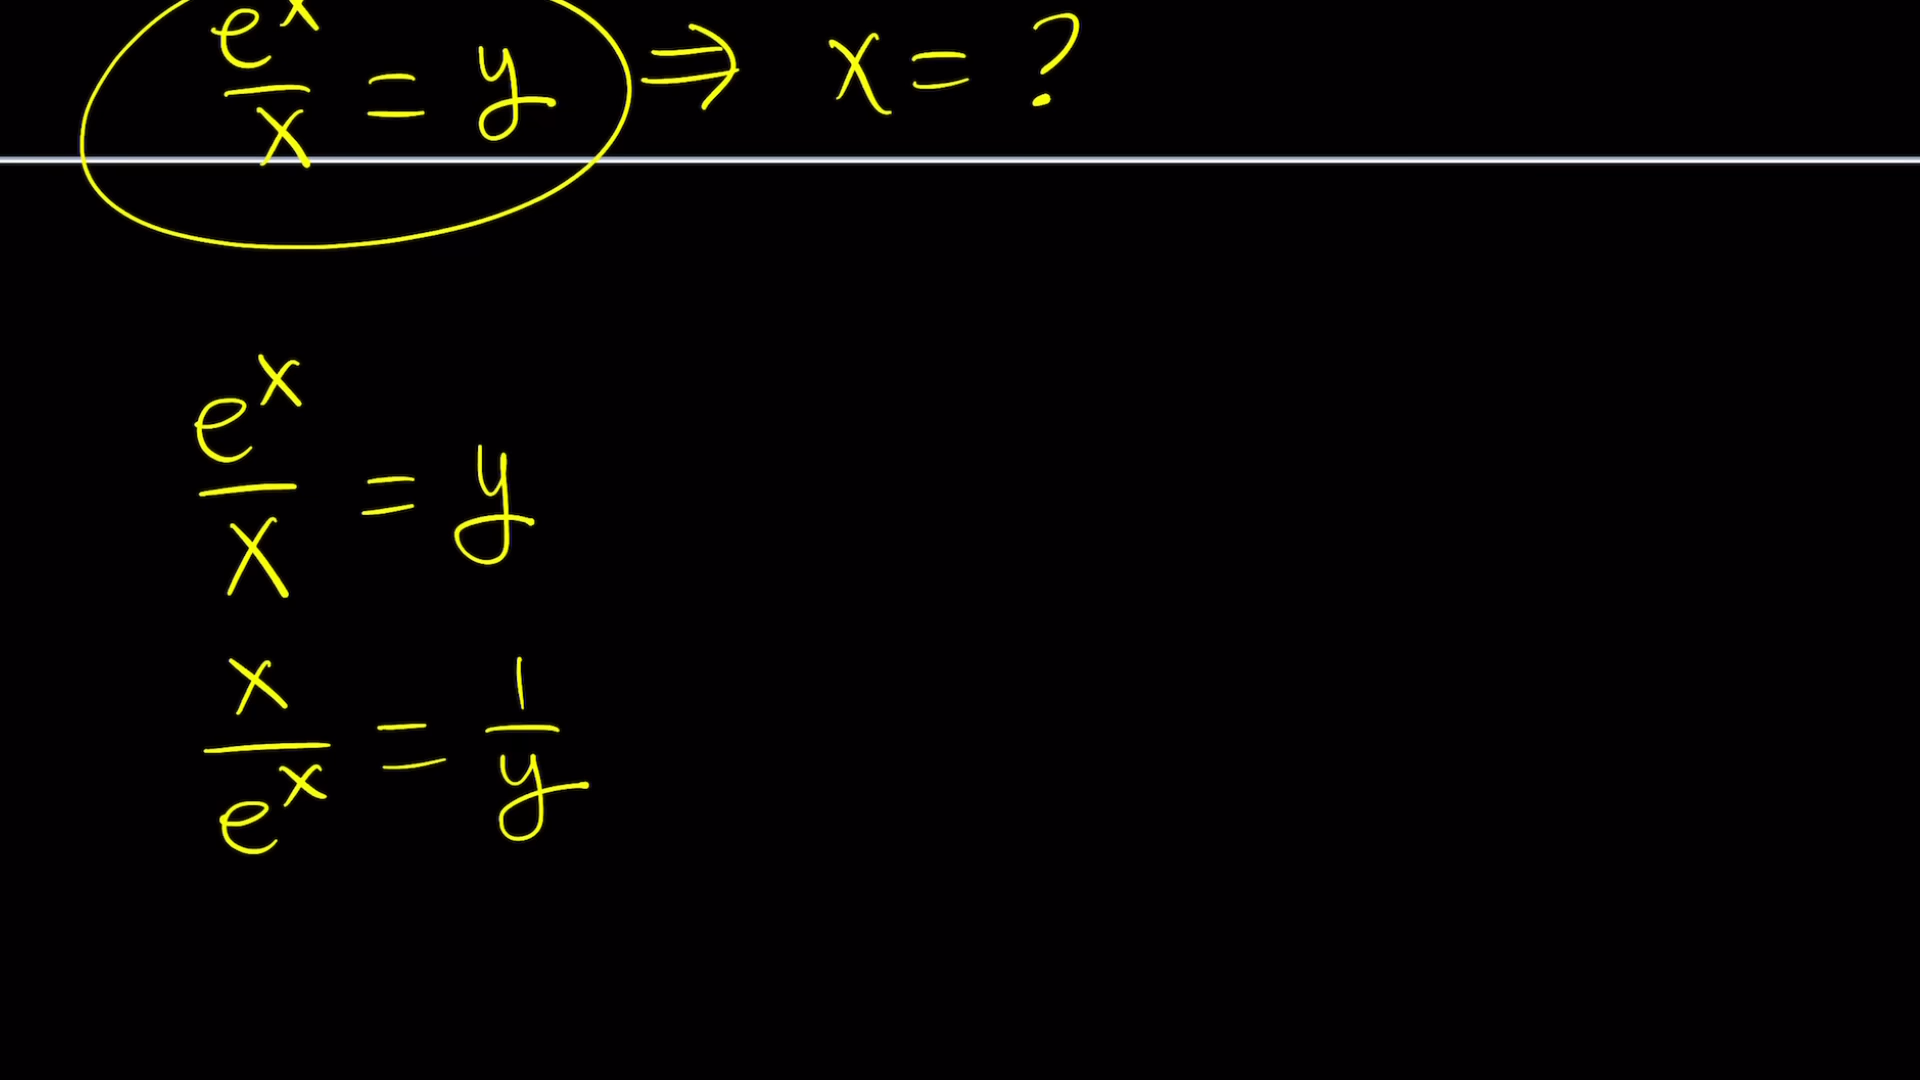 e^x/x = y ⇒ x = ?
e^x/x = y
x/e^x = 1/y